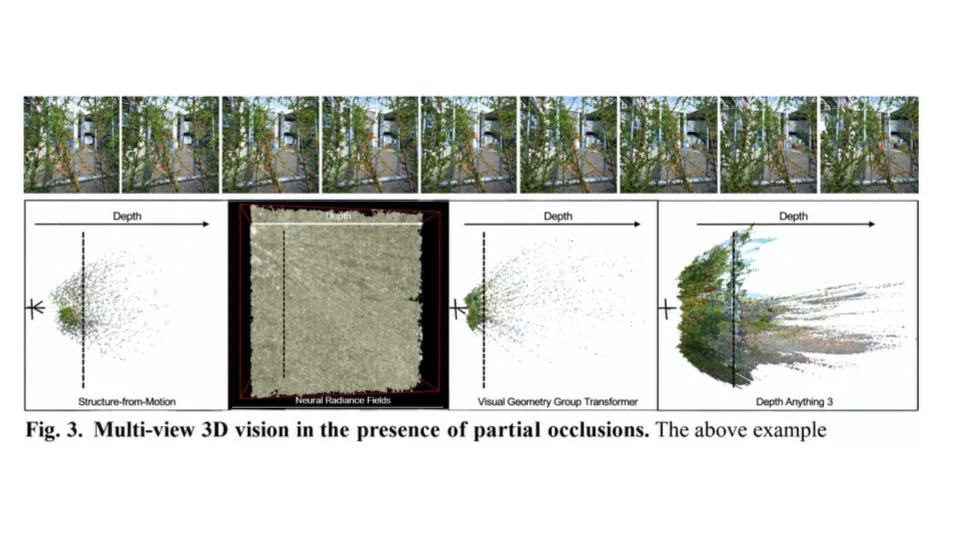 Depth
Depth
Depth
Depth
Structure-from-Motion
Neural Radiance Fields
Visual Geometry Group Transformer
Depth Anything 3
Fig. 3. Multi-view 3D vision in the presence of partial occlusions. The above example